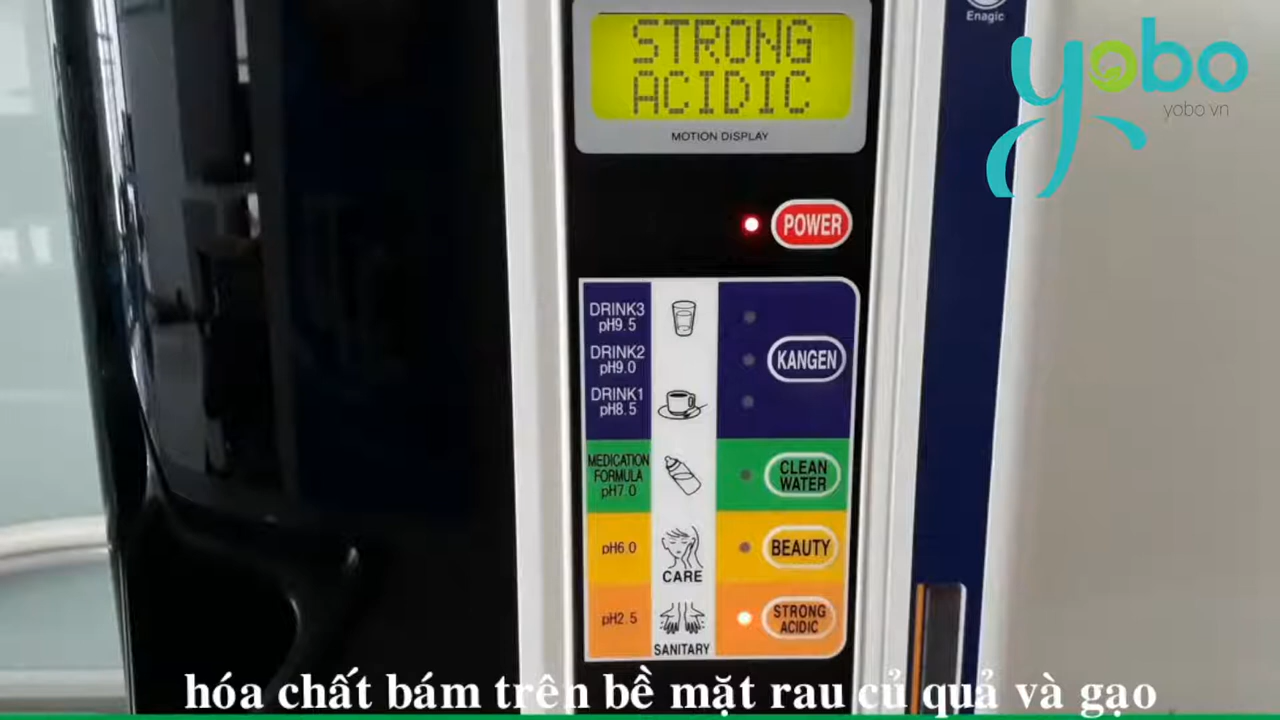 STRONG
ACIDIC
MOTION DISPLAY
Enagic
yobo
yobo.vn
POWER
DRINK3
pH9.5
DRINK2
pH9.0
DRINK1
pH8.5
KANGEN
MEDICATION
FORMULA
pH7.0
CLEAN
WATER
pH6.0
CARE
BEAUTY
pH2.5
SANITARY
STRONG
ACIDIC
hóa chất bám trên bề mặt rau củ quả và gạo